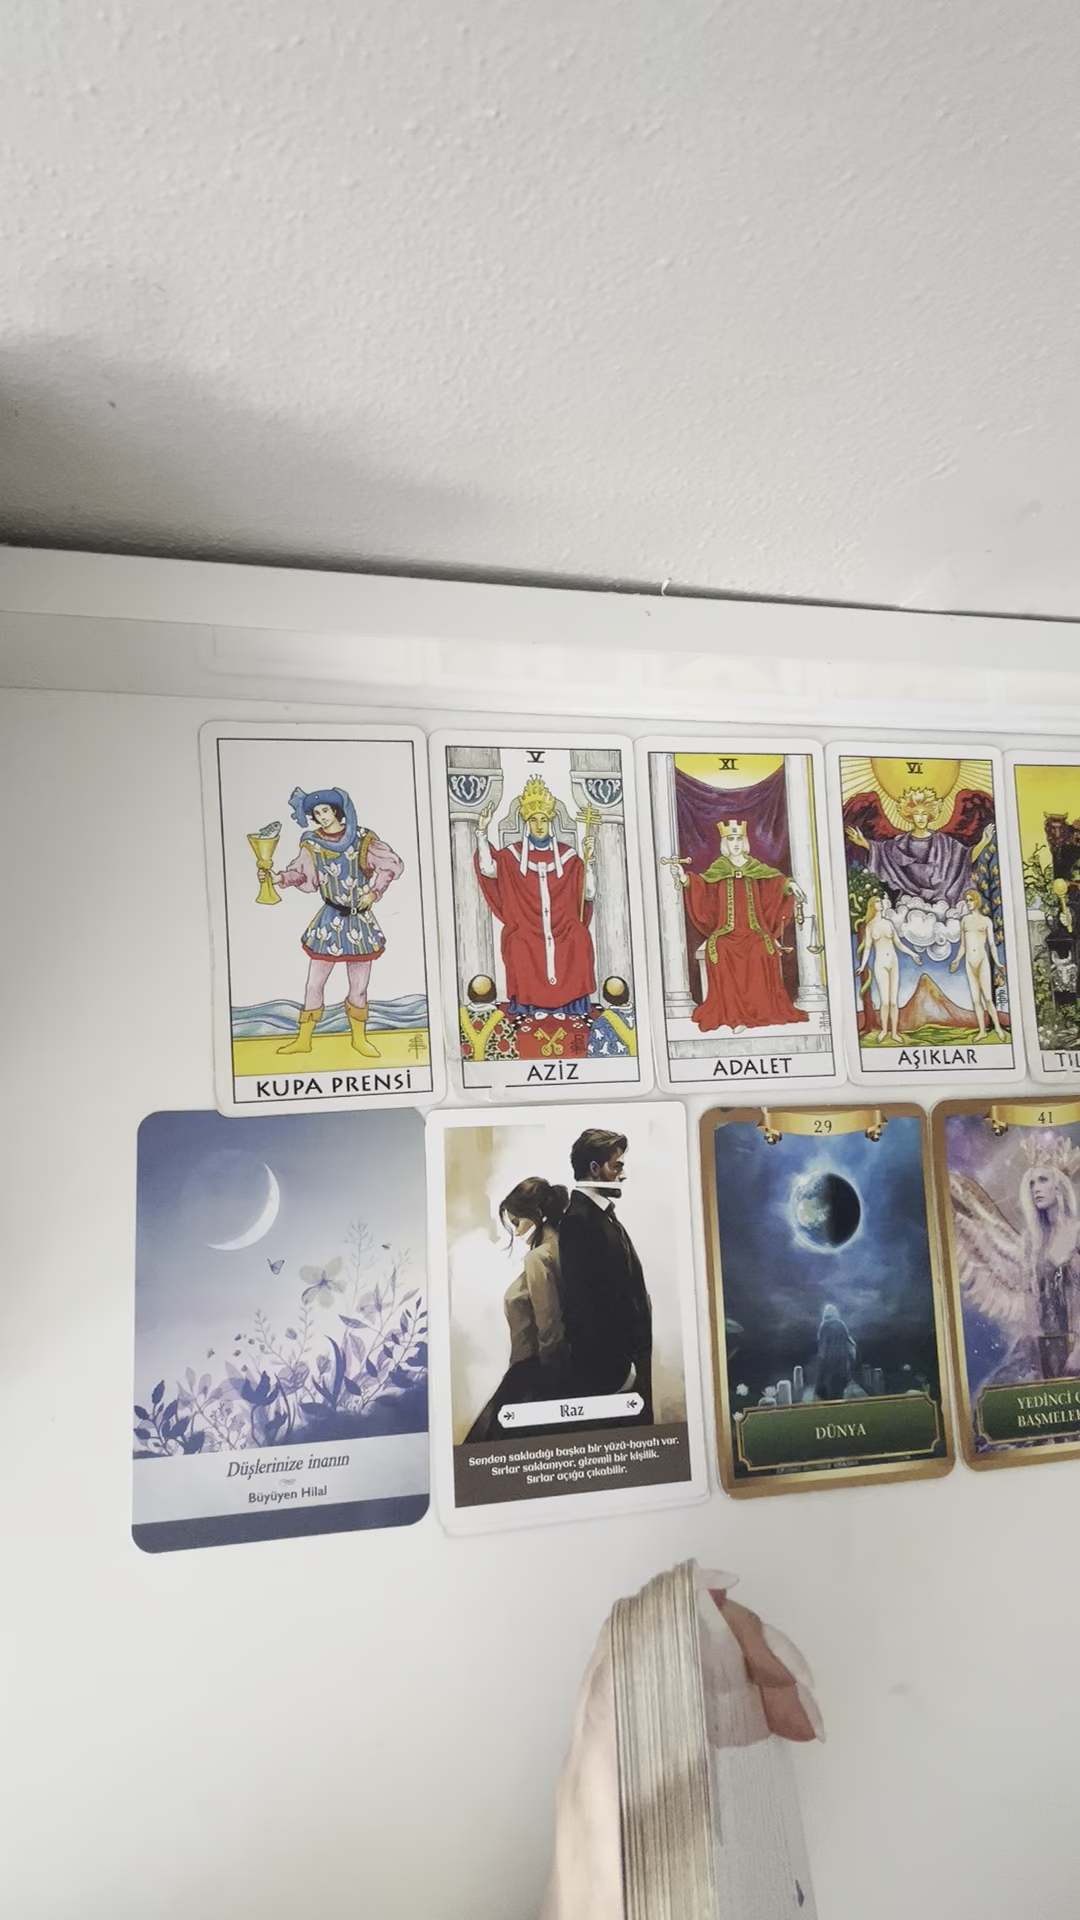 V
XI
VI
KUPA PRENSİ
AZİZ
ADALET
AŞIKLAR
29
41
Düşlerinize inanın
Büyüyen Hilal
Raz
Senden sakladığı başka bir yüzü-hayatı var.
Sırlar saklanıyor, gizemli bir kişilik.
Sırlar açığa çıkabilir.
DÜNYA
YEDİNCİ